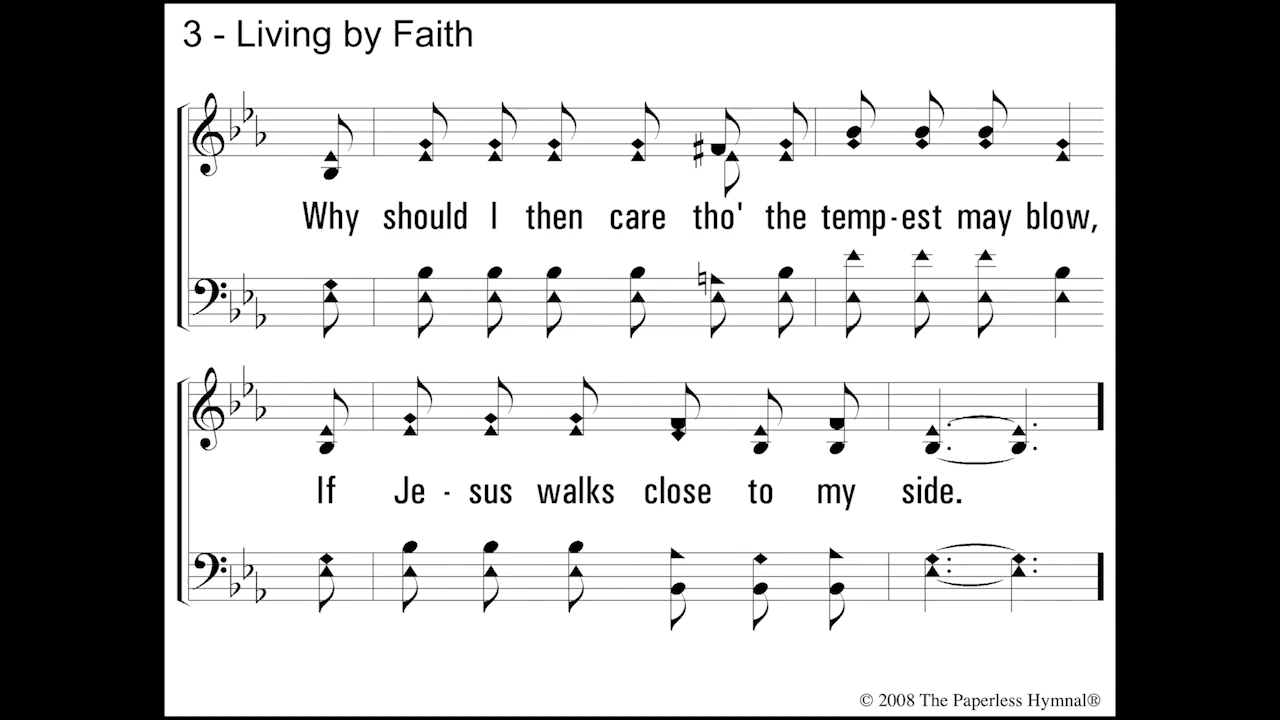 3 - Living by Faith
Why should I then care tho' the temp-est may blow,
If Je - sus walks close to my side.
© 2008 The Paperless Hymnal®